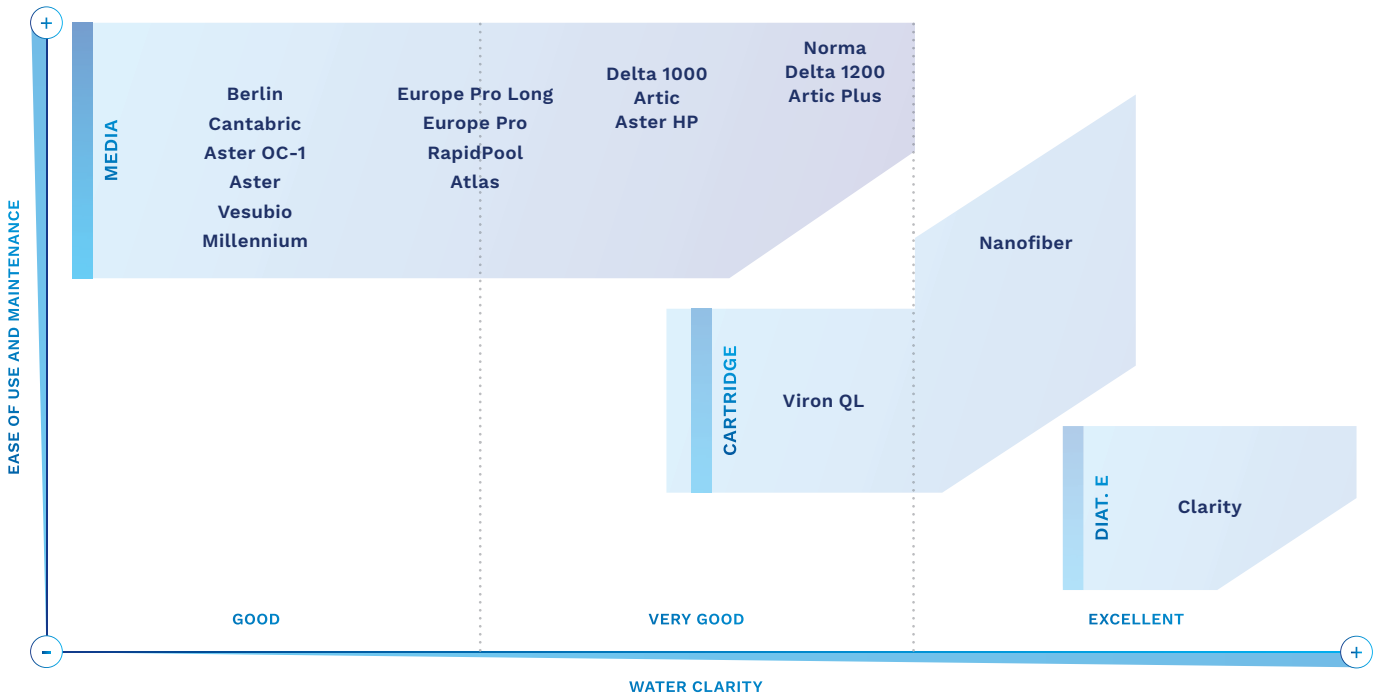 +
EASE OF USE AND MAINTENANCE
MEDIA
Berlin
Cantabric
Aster OC-1
Aster
Vesubio
Millennium
Europe Pro Long
Europe Pro
RapidPool
Atlas
Delta 1000
Artic
Aster HP
Norma
Delta 1200
Artic Plus
CARTRIDGE
Viron QL
Nanofiber
DIAT. E
Clarity
GOOD
VERY GOOD
EXCELLENT
-
+
WATER CLARITY